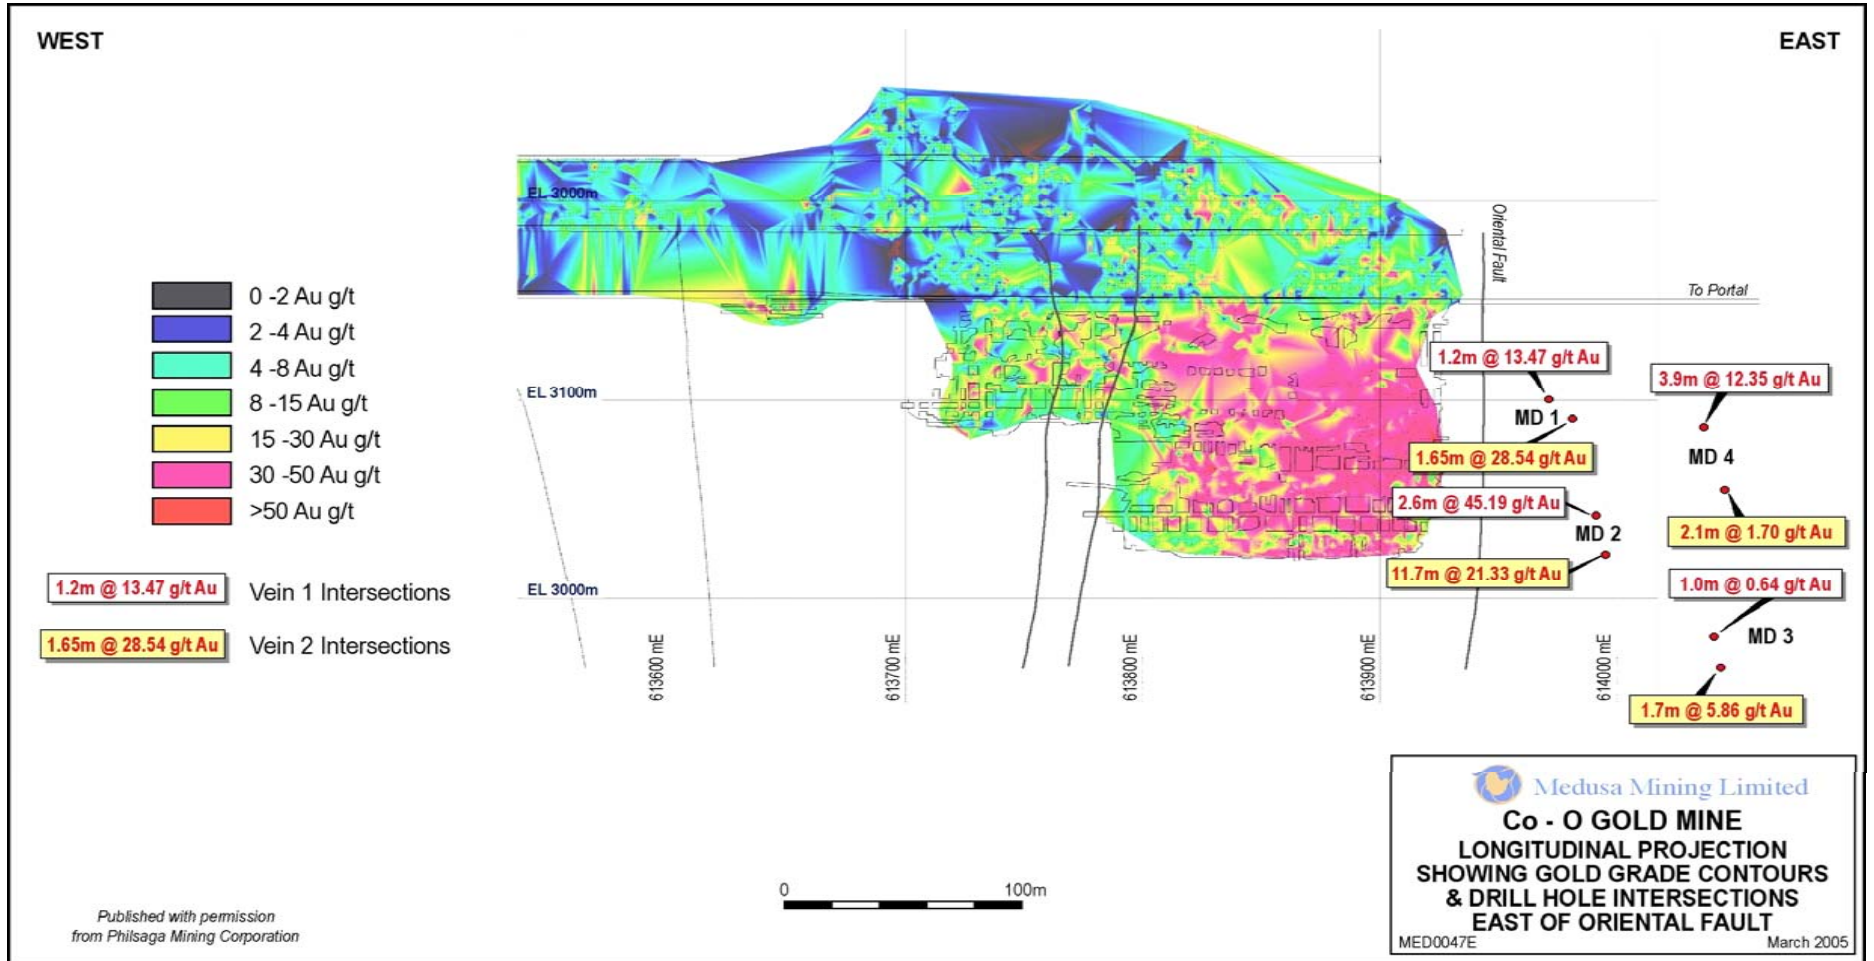 WEST
EAST
EL 3000m
Oriental Fault
To Portal
0 -2 Au g/t
2 -4 Au g/t
4 -8 Au g/t
8 -15 Au g/t
15 -30 Au g/t
30 -50 Au g/t
>50 Au g/t
1.2m @ 13.47 g/t Au
Vein 1 Intersections
1.65m @ 28.54 g/t Au
Vein 2 Intersections
EL 3100m
EL 3000m
1.2m @ 13.47 g/t Au
MD 1
1.65m @ 28.54 g/t Au
3.9m @ 12.35 g/t Au
MD 4
2.1m @ 1.70 g/t Au
2.6m @ 45.19 g/t Au
MD 2
11.7m @ 21.33 g/t Au
1.0m @ 0.64 g/t Au
MD 3
1.7m @ 5.86 g/t Au
613600 mE
613700 mE
613800 mE
613900 mE
614000 mE
0 100m
Published with permission
from Philsaga Mining Corporation
Medusa Mining Limited
Co - O GOLD MINE
LONGITUDINAL PROJECTION
SHOWING GOLD GRADE CONTOURS
& DRILL HOLE INTERSECTIONS
EAST OF ORIENTAL FAULT
MED0047E March 2005